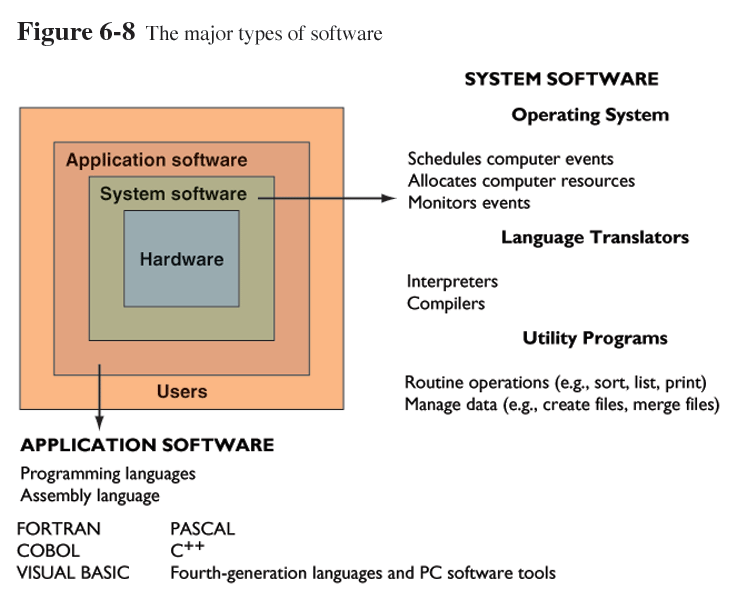 Figure 6-8 The major types of software
Application software
System software
Hardware
Users
SYSTEM SOFTWARE
Operating System
Schedules computer events
Allocates computer resources
Monitors events
Language Translators
Interpreters
Compilers
Utility Programs
Routine operations (e.g., sort, list, print)
Manage data (e.g., create files, merge files)
APPLICATION SOFTWARE
Programming languages
Assembly language
FORTRAN PASCAL
COBOL C++
VISUAL BASIC Fourth-generation languages and PC software tools